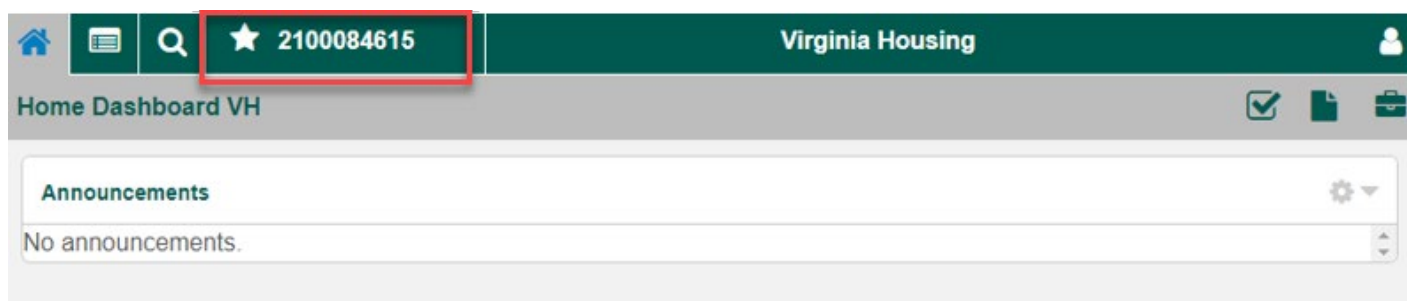 2100084615 Virginia Housing
Home Dashboard VH
Announcements
No announcements.